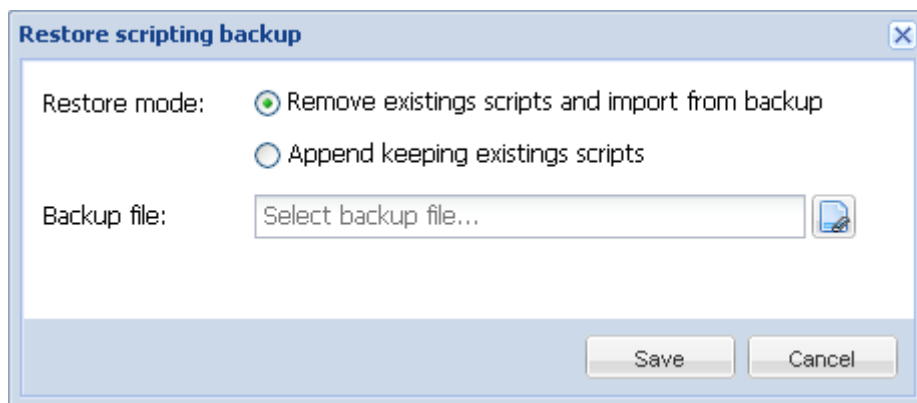 Restore scripting backup
Restore mode: Remove existings scripts and import from backup
Append keeping existings scripts
Backup file: Select backup file...
Save Cancel